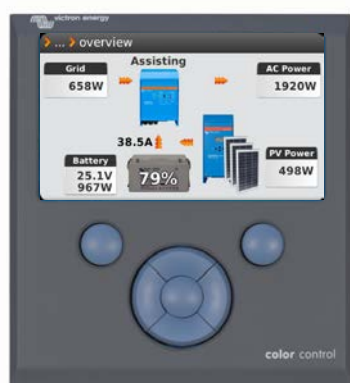 victron energy
... overview
Assisting
Grid
658W
AC Power
1920W
38.5A
Battery
25.1V
967W
79%
PV Power
498W
color control